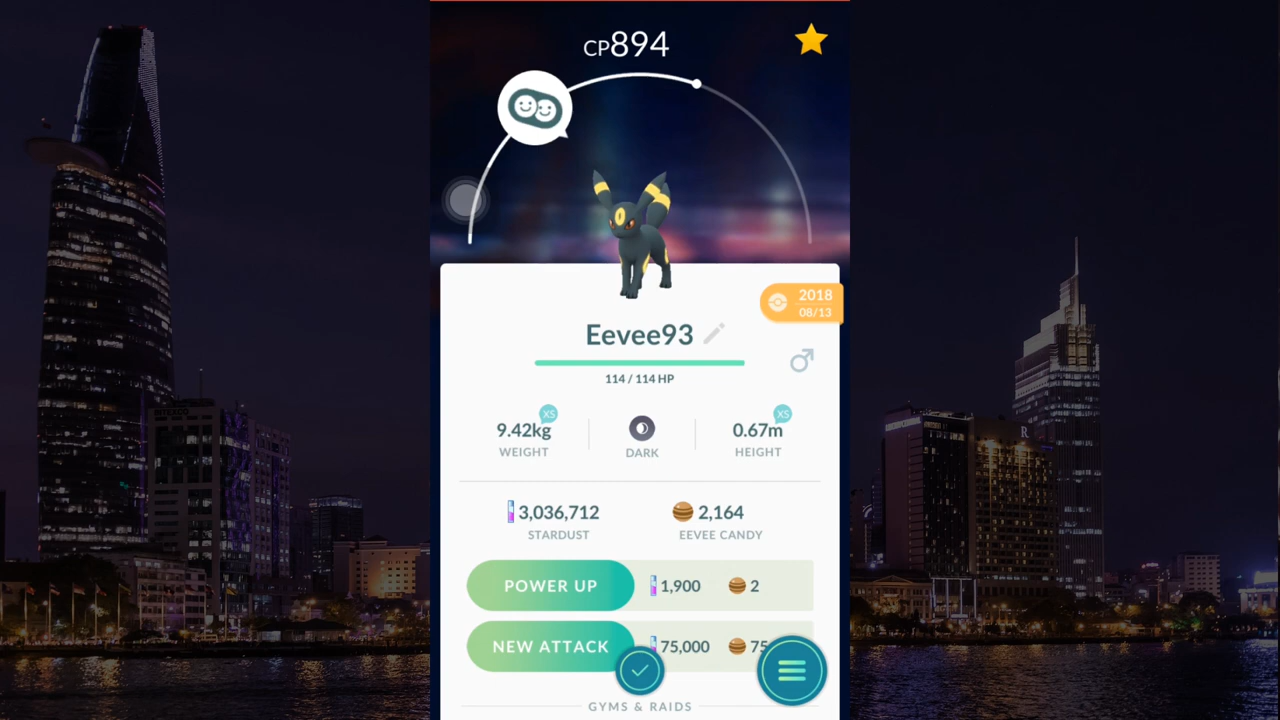 CP894
2018
08/13
Eevee93
114 / 114 HP
XS
XS
9.42kg
0.67m
WEIGHT
DARK
HEIGHT
3,036,712
2,164
STARDUST
EEVEE CANDY
POWER UP
1,900
2
NEW ATTACK
75,000
75
GYMS & RAIDS
R